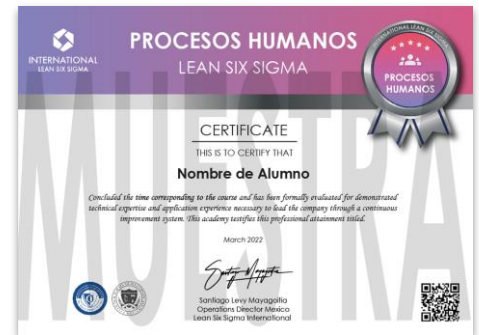 INTERNATIONAL
LEAN SIX SIGMA
PROCESOS HUMANOS
LEAN SIX SIGMA
INTERNATIONAL LEAN SIX SIGMA
PROCESOS
HUMANOS
MUESTRA
CERTIFICATE
THIS IS TO CERTIFY THAT
Nombre de Alumno
Concluded the time corresponding to the course and has been formally evaluated for demonstrated
technical expertise and application experience necessary to lead the company through a continuous
improvement system. This academy testifies this professional attainment titled.
March 2022
Santiago Levy Mayagoitia
Operations Director Mexico
Lean Six Sigma International